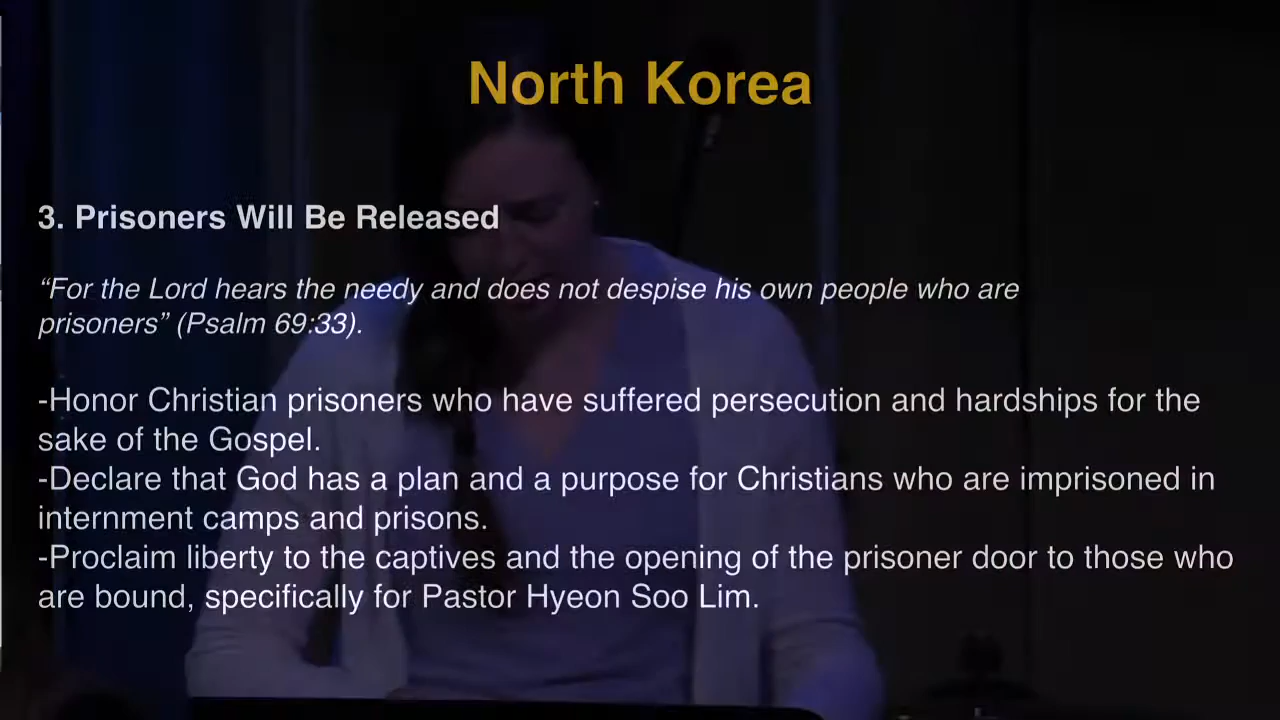 North Korea
3. Prisoners Will Be Released
“For the Lord hears the needy and does not despise his own people who are
prisoners” (Psalm 69:33).
-Honor Christian prisoners who have suffered persecution and hardships for the
sake of the Gospel.
-Declare that God has a plan and a purpose for Christians who are imprisoned in
internment camps and prisons.
-Proclaim liberty to the captives and the opening of the prisoner door to those who
are bound, specifically for Pastor Hyeon Soo Lim.